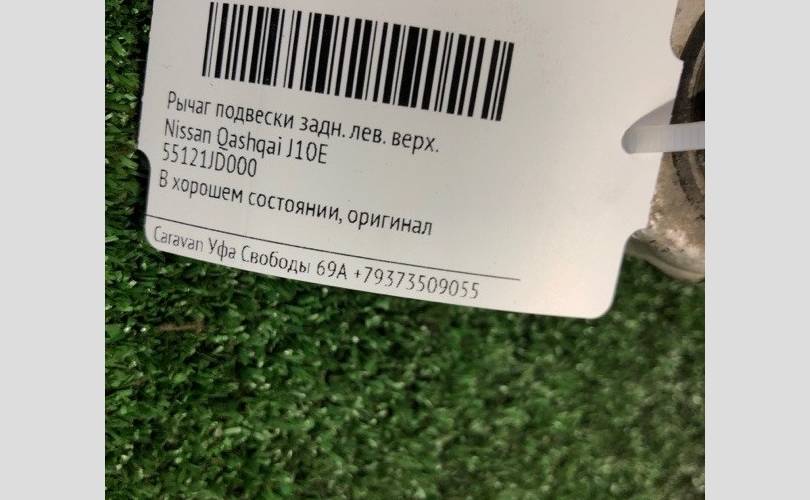 Рычаг подвески задн. лев. верх.
Nissan Qashqai J10E
55121JD000
В хорошем состоянии, оригинал
Caravan Уфа Свободы 69А +79373509055